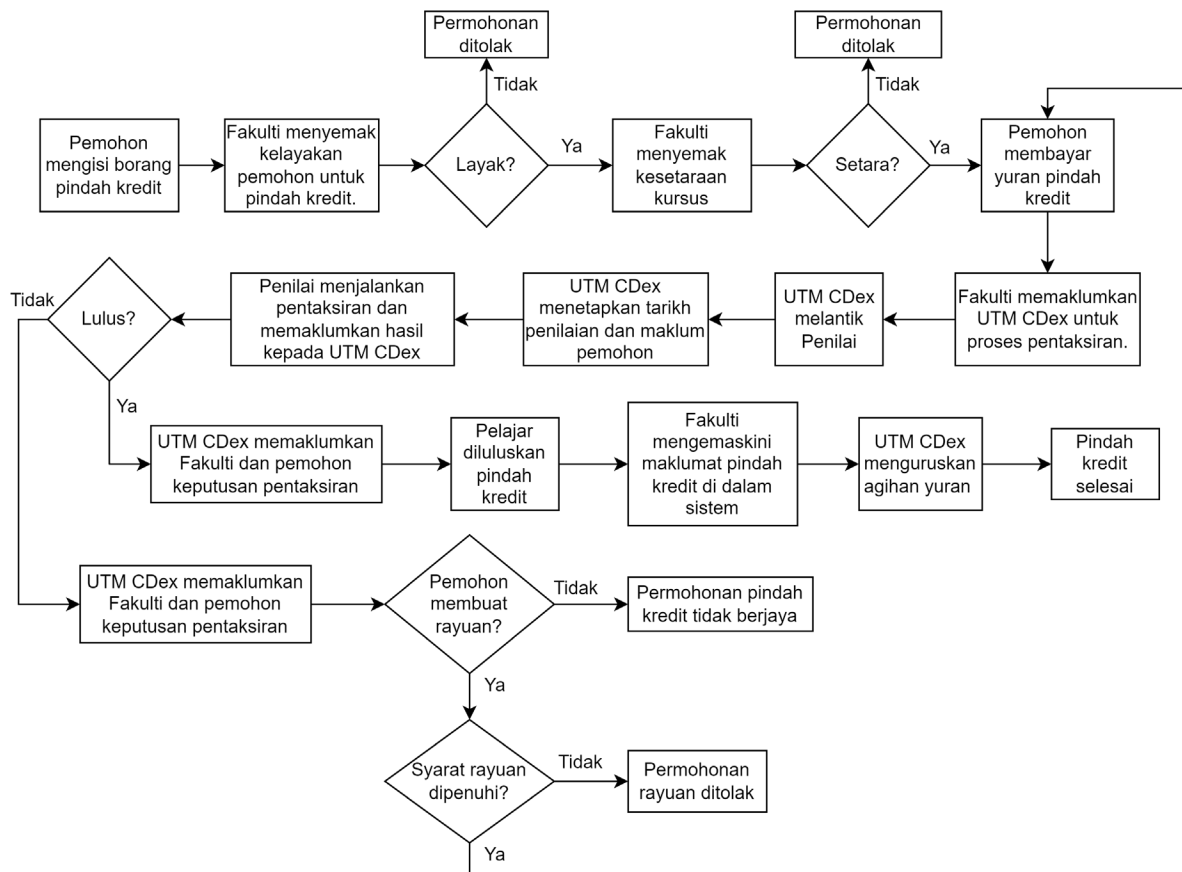 Permohonan
ditolak
Tidak
Permohonan
ditolak
Tidak
Pemohon
mengisi borang
pindah kredit
Fakulti menyemak
kelayakan
pemohon untuk
pindah kredit.
Layak?
Ya
Fakulti
menyemak
kesetaraan
kursus
Setara?
Ya
Pemohon
membayar
yuran pindah
kredit
Fakulti memaklumkan
UTM CDex untuk
proses pentaksiran.
UTM CDex
melantik
Penilai
UTM CDex
menetapkan tarikh
penilaian dan maklum
pemohon
Penilai menjalankan
pentaksiran dan
memaklumkan hasil
kepada UTM CDex
Lulus?
Tidak
Ya
UTM CDex memaklumkan
Fakulti dan pemohon
keputusan pentaksiran
Pelajar
diluluskan
pindah
kredit
Fakulti
mengemaskini
maklumat pindah
kredit di dalam
sistem
UTM CDex
menguruskan
agihan yuran
Pindah
kredit
selesai
UTM CDex memaklumkan
Fakulti dan pemohon
keputusan pentaksiran
Pemohon
membuat
rayuan?
Tidak
Permohonan pindah
kredit tidak berjaya
Ya
Syarat rayuan
dipenuhi?
Tidak
Permohonan
rayuan ditolak
Ya